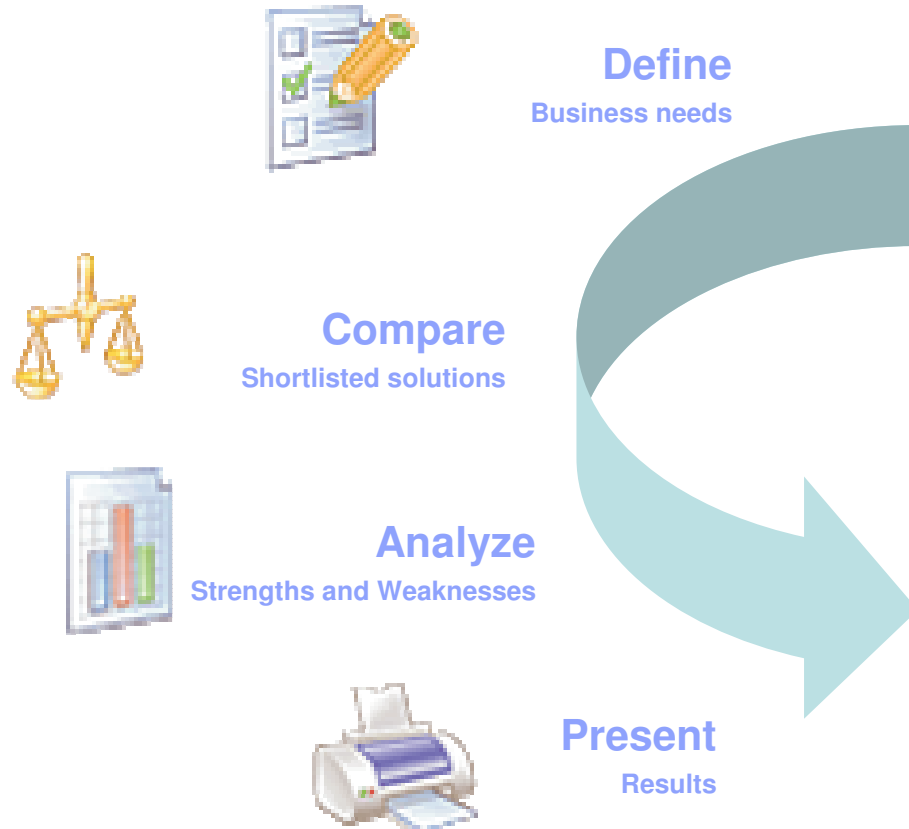 Define
Business needs
Compare
Shortlisted solutions
Analyze
Strengths and Weaknesses
Present
Results